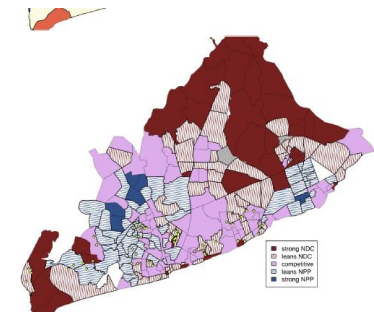 strong NDC
leans NDC
competitive
leans NPP
strong NPP